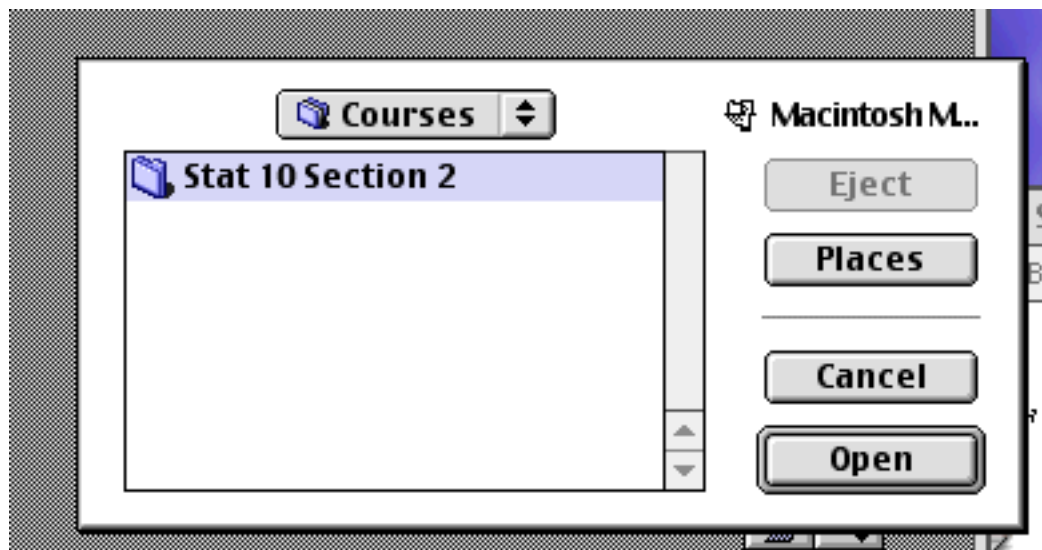 Courses
Macintosh M...
Stat 10 Section 2
Eject
Places
Cancel
Open